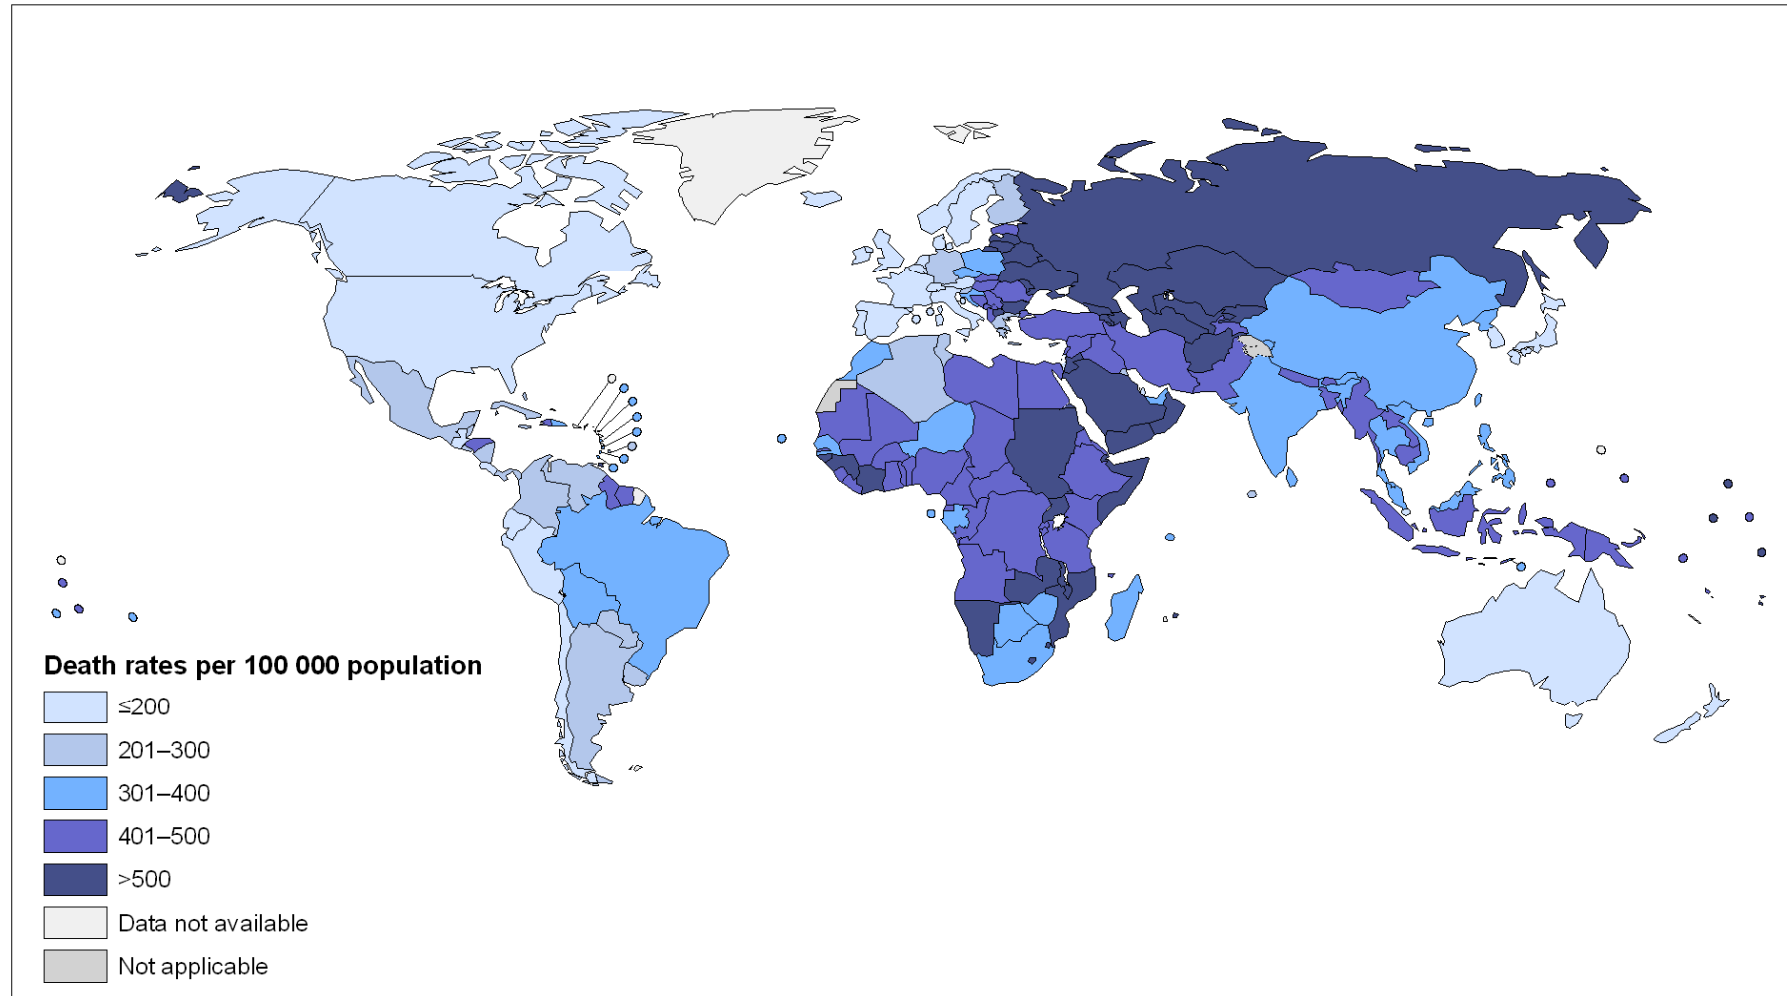 Death rates per 100 000 population
≤200
201–300
301–400
401–500
>500
Data not available
Not applicable